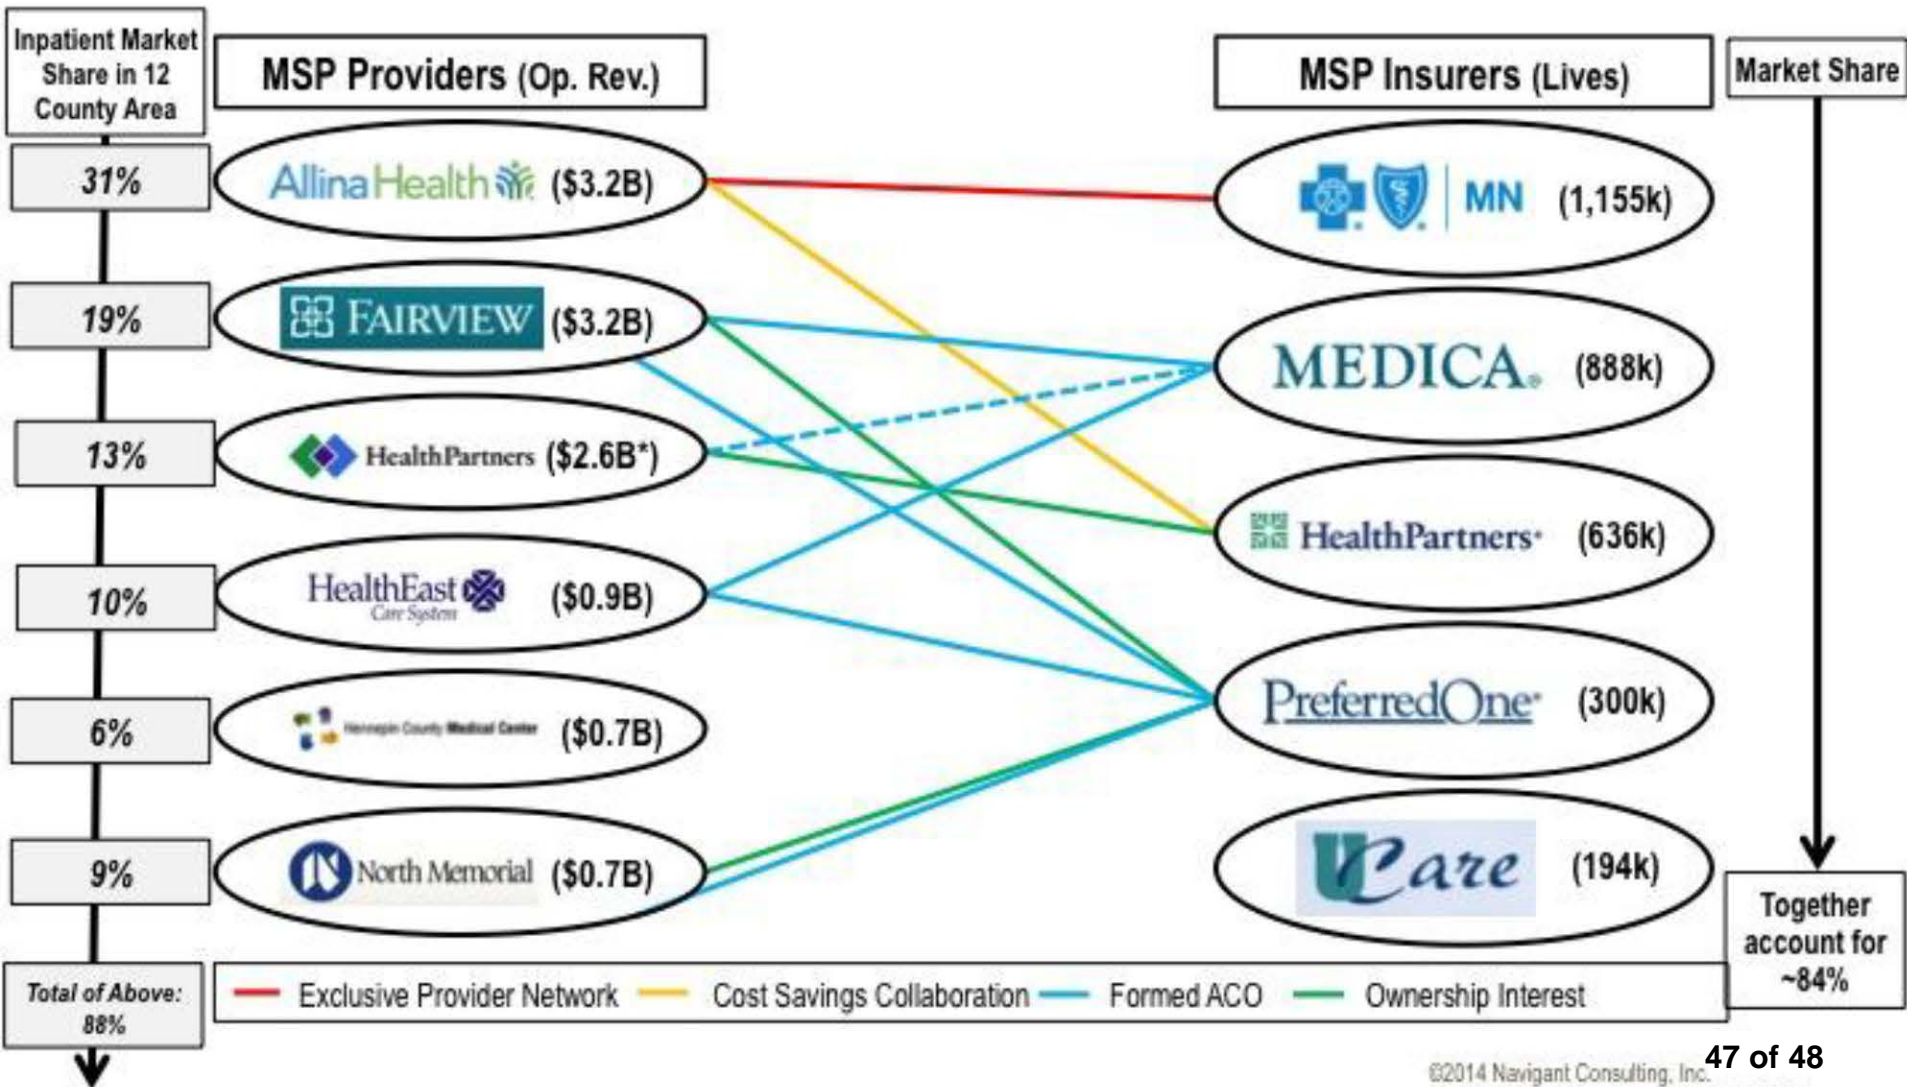 Inpatient Market
Share in 12
County Area
MSP Providers (Op. Rev.)
MSP Insurers (Lives)
Market Share
31%
Allina Health ($3.2B)
MN (1,155k)
19%
FAIRVIEW ($3.2B)
MEDICA® (888k)
13%
HealthPartners ($2.6B*)
HealthPartners® (636k)
10%
HealthEast ($0.9B)
Care System
PreferredOne® (300k)
6%
Hennepin County Medical Center ($0.7B)
9%
North Memorial ($0.7B)
UCare (194k)
Together
account for
~84%
Total of Above:
88%
Exclusive Provider Network
Cost Savings Collaboration
Formed ACO
Ownership Interest
©2014 Navigant Consulting, Inc.
47 of 48